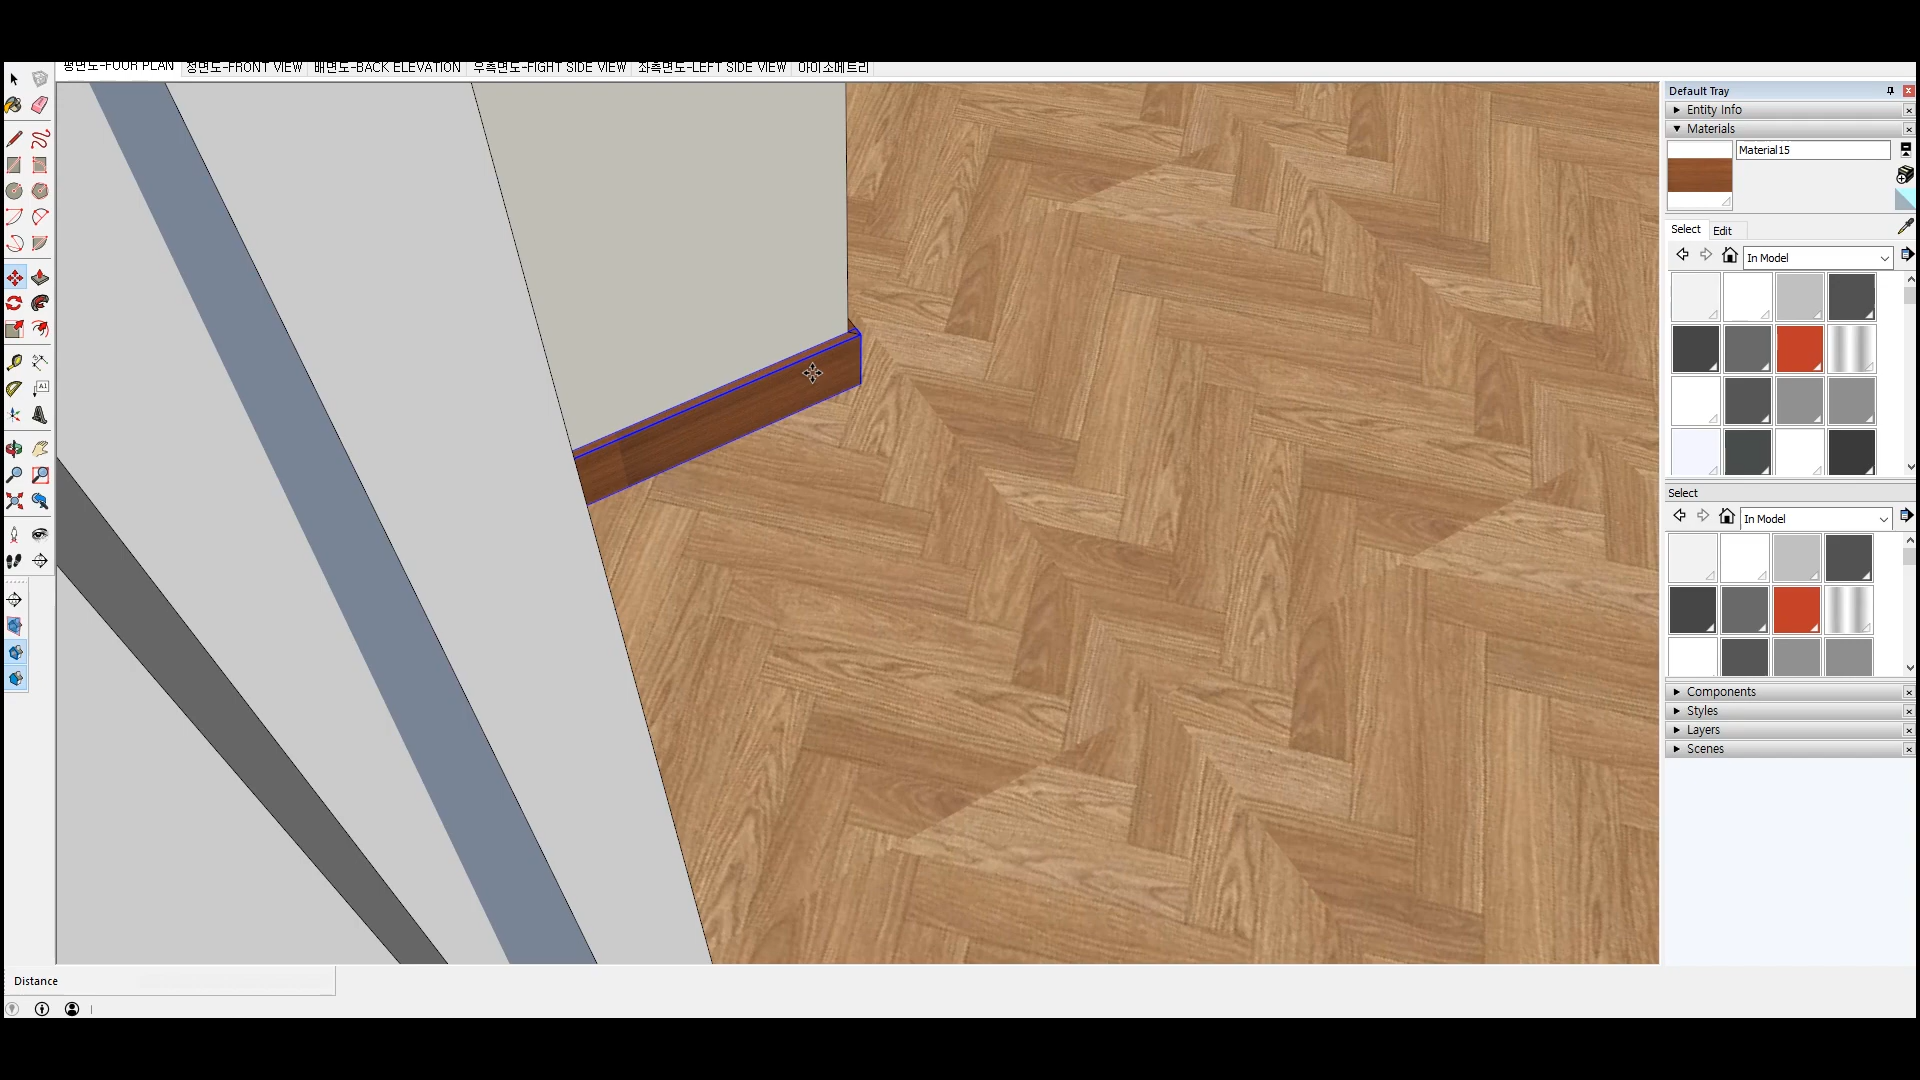 평면도-FOUR PLAN 정면도-FRONT VIEW 배면도-BACK ELEVATION 우측면도-FIGHT SIDE VIEW 좌측면도-LEFT SIDE VIEW 아이소메트리
Default Tray
Entity Info
Materials
Material15
Select Edit
In Model
A1
Select
In Model
Components
Styles
Layers
Scenes
Distance